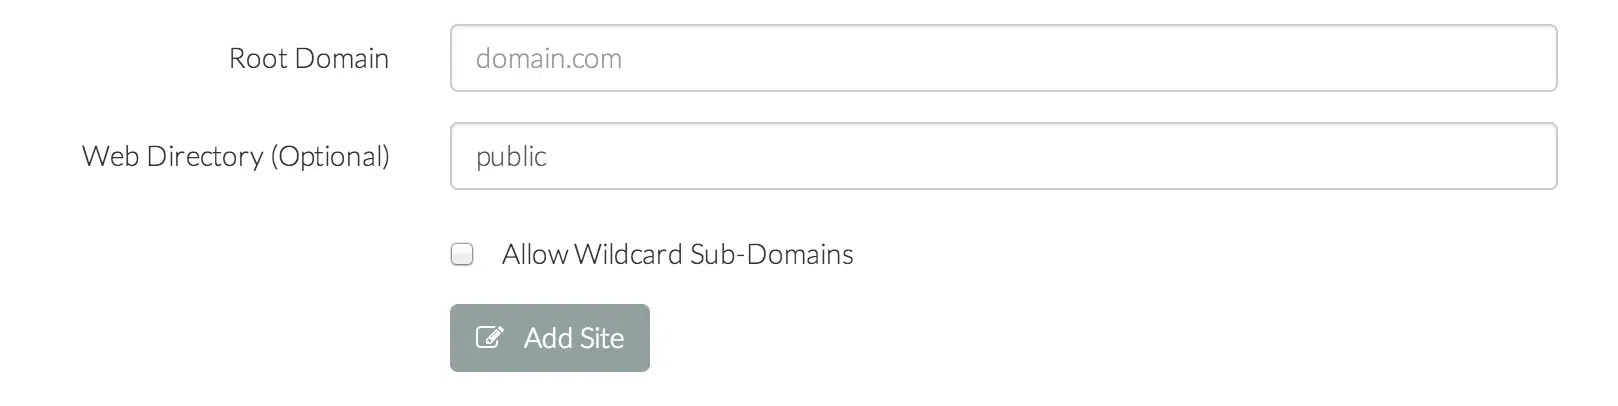 Root Domain domain.com
Web Directory (Optional) public
Allow Wildcard Sub-Domains
Add Site